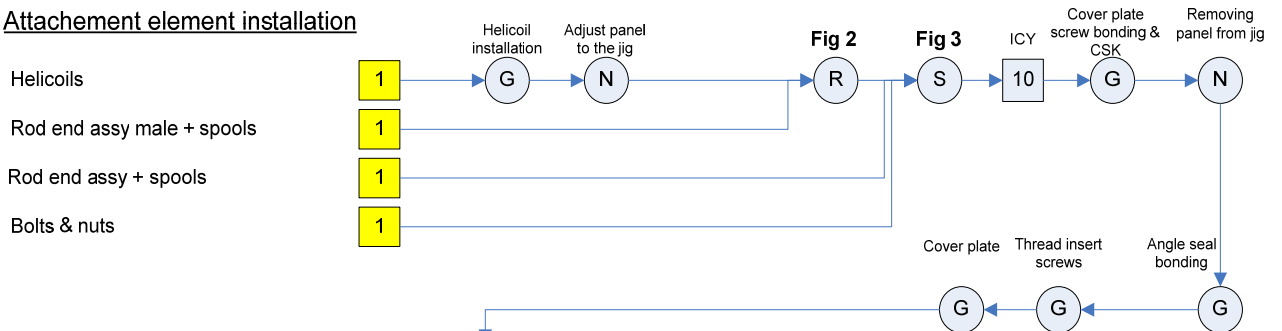 Attachement element installation
Helicoil
installation
Adjust panel
to the jig
Fig 2
Fig 3
ICY
Cover plate
screw bonding &
CSK
Removing
panel from jig
Helicoils
1
G
N
R
S
10
G
N
Rod end assy male + spools
1
Rod end assy + spools
1
Bolts & nuts
1
Cover plate
Thread insert
screws
Angle seal
bonding
G
G
G